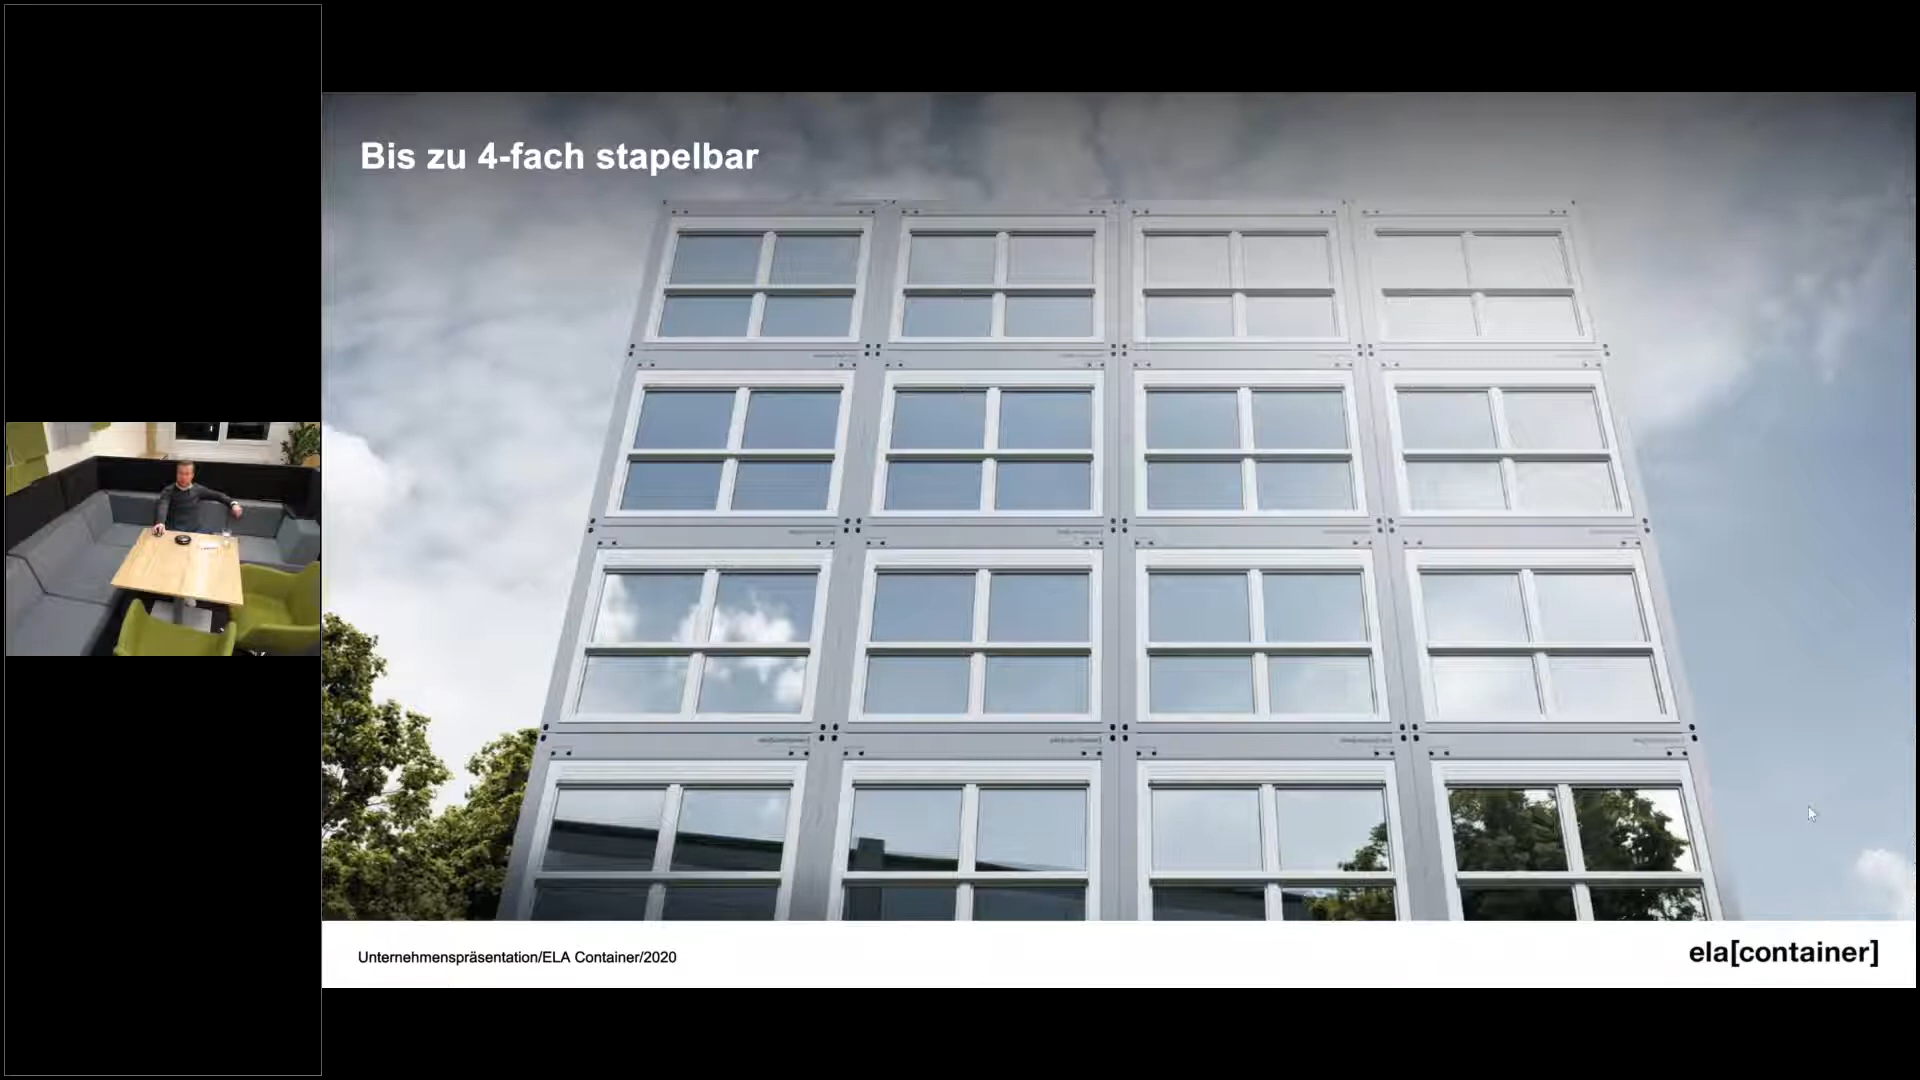 Bis zu 4-fach stapelbar
Unternehmenspräsentation/ELA Container/2020
ela[container]